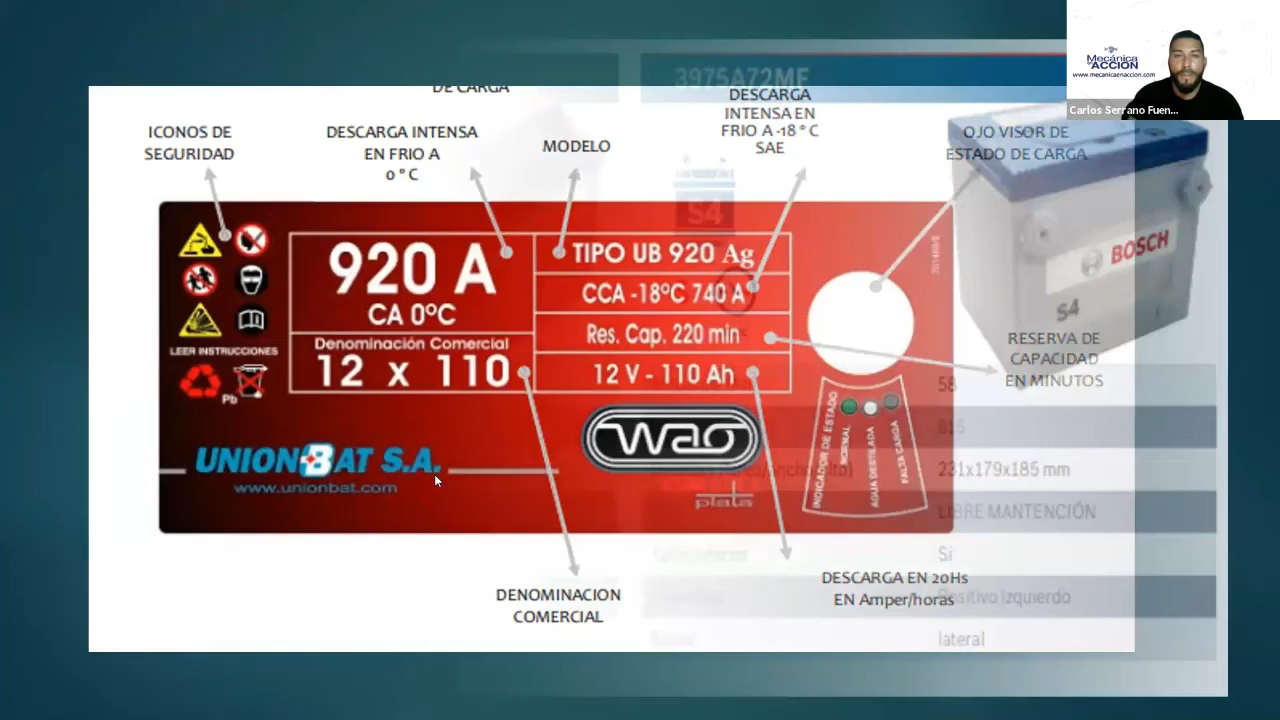 3975A72MF
Mecánica
EN ACCIÓN
www.mecanicaenaccion.com
Carlos Serrano Fuen...
DE CARGA
ICONOS DE
SEGURIDAD
DESCARGA INTENSA
EN FRIO A
0 ° C
MODELO
DESCARGA
INTENSA EN
FRIO A -18 ° C
SAE
OJO VISOR DE
ESTADO DE CARGA
S4
BOSCH
S4
920 A
CA 0ºC
Denominación Comercial
12 x 110
TIPO UB 920 Ag
CCA -18ºC 740 A
Res. Cap. 220 min
12 V - 110 Ah
LEER INSTRUCCIONES
Pb
UNIONBAT S.A.
www.unionbat.com
WAO
plata
INDICADOR DE ESTADO
NORMAL
AGUA DESTILADA
FALTA CARGA
RESERVA DE
CAPACIDAD
EN MINUTOS
58
815
231x179x185 mm
LIBRE MANTENCIÓN
Si
Positivo Izquierdo
lateral
DENOMINACION
COMERCIAL
DESCARGA EN 20Hs
EN Amper/horas